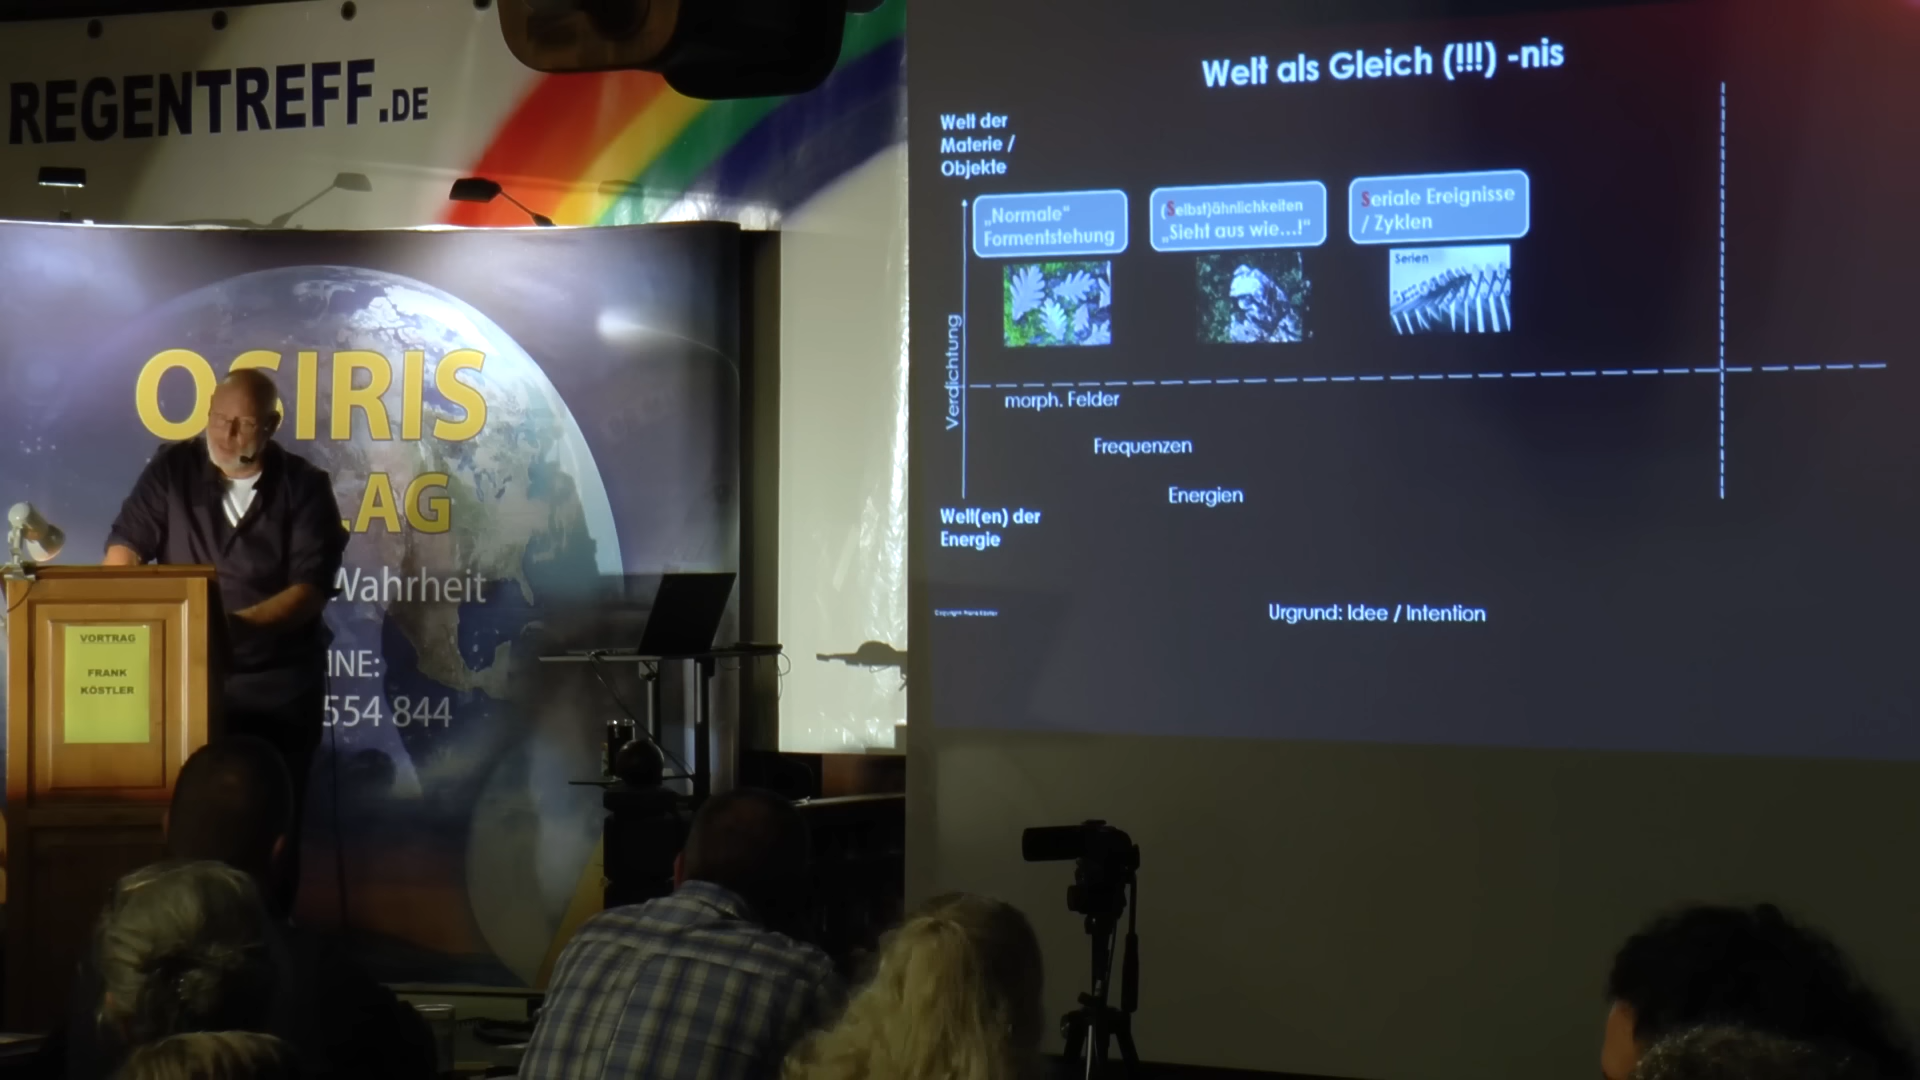 REGENTREFF.DE
OSIRIS
LAG
Wahrheit
INE:
554 844
VORTRAG
FRANK
KÖSTLER
Welt als Gleich (!!!) -nis
Welt der
Materie /
Objekte
„Normale“
Formentstehung
(Selbst)ähnlichkeiten
„Sieht aus wie...!“
Seriale Ereignisse
/ Zyklen
Serien
Verdichtung
morph. Felder
Frequenzen
Energien
Welt(en) der
Energie
Urgrund: Idee / Intention